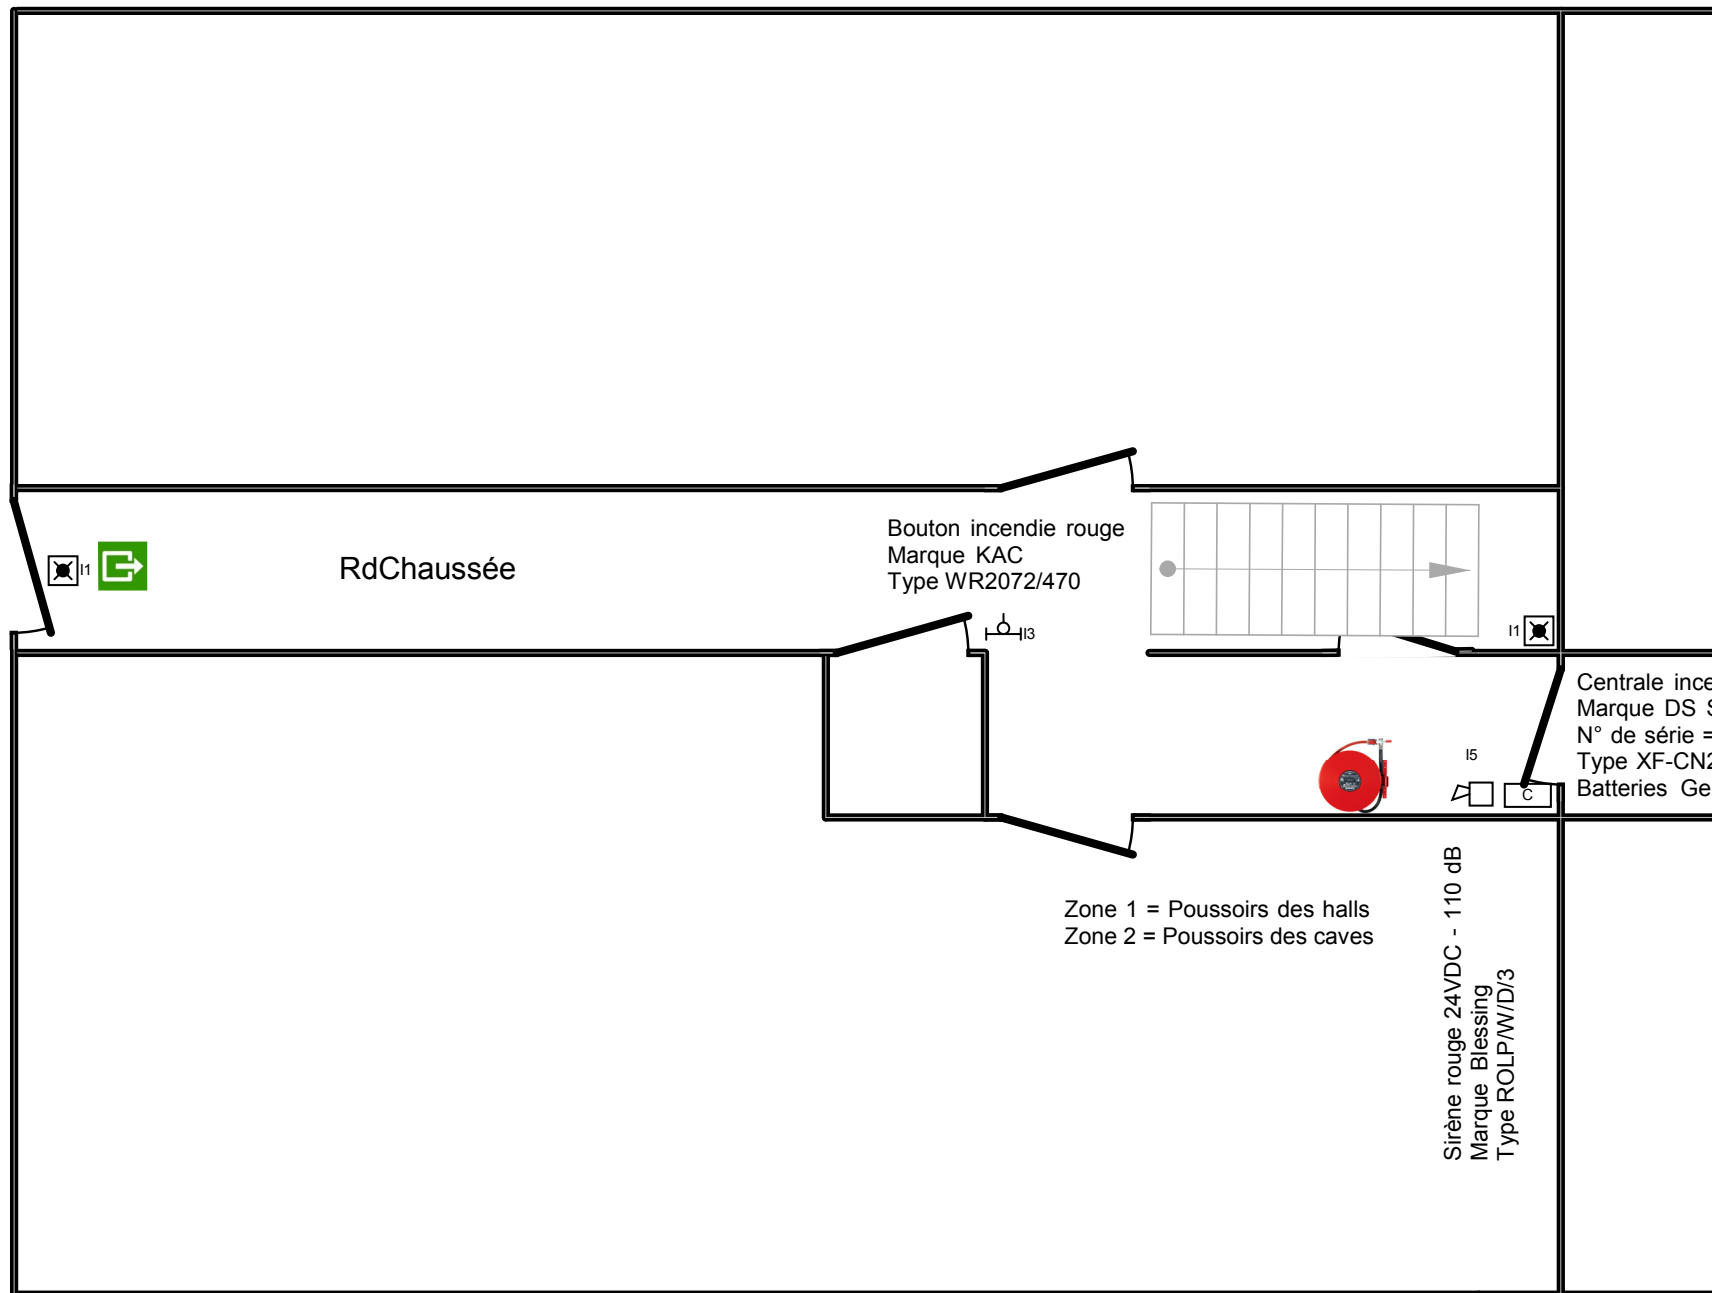 Bouton incendie rouge
Marque KAC
Type WR2072/470
I1
RdChaussée
I3
I1
Centrale ince
Marque DS S
N° de série =
Type XF-CN2
Batteries Ge
I5
C
Zone 1 = Poussoirs des halls
Zone 2 = Poussoirs des caves
Sirène rouge 24VDC - 110 dB
Marque Blessing
Type ROLP/W/D/3